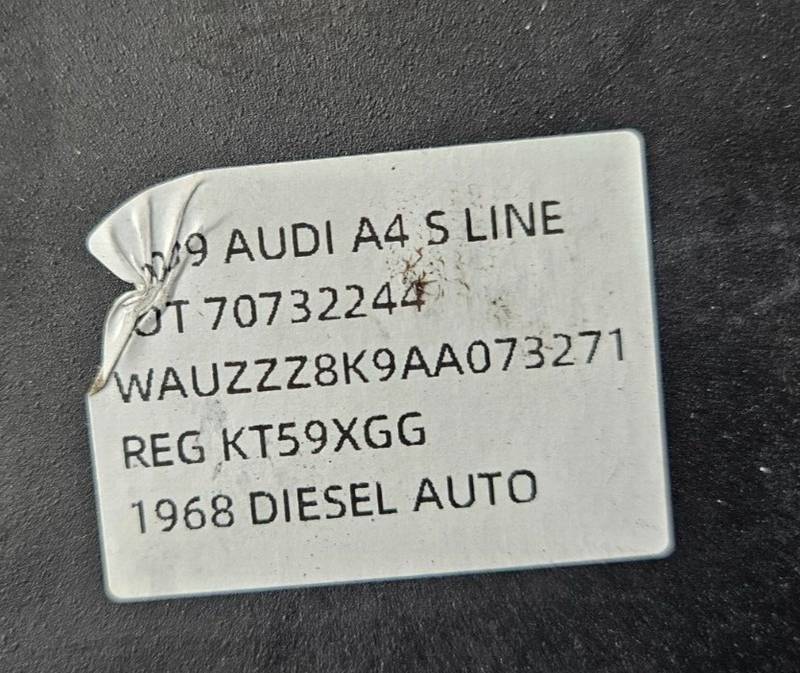 AUDI A4 S LINE
70732244
WAUZZZ8K9AA073271
REG KT59XGG
1968 DIESEL AUTO